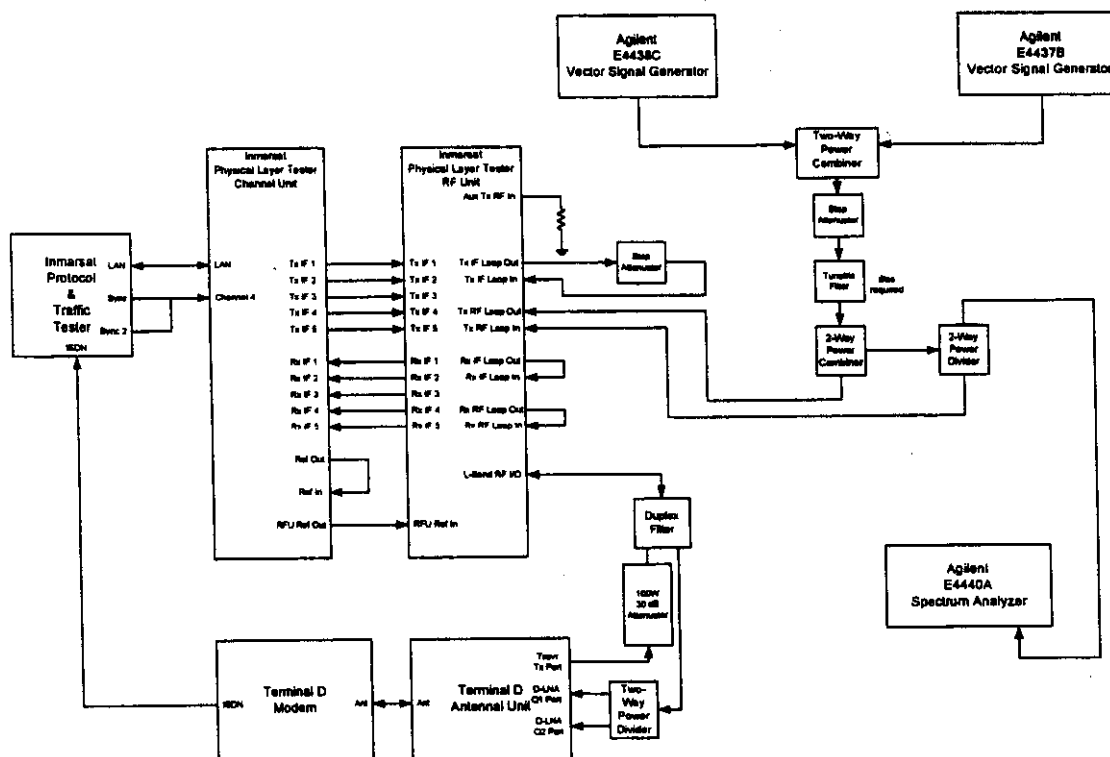 Agilent
E4438C
Vector Signal Generator
Agilent
E4437B
Vector Signal Generator
Two-Way
Power
Combiner
Step
Attenuator
Tunable
Filter
Bias
required
2-Way
Power
Combiner
2-Way
Power
Divider
Inmarsat
Physical Layer Tester
Channel Unit
LAN
Channel 4
Tx IF 1
Tx IF 2
Tx IF 3
Tx IF 4
Tx IF 5
Rx IF 1
Rx IF 2
Rx IF 3
Rx IF 4
Rx IF 5
Ref Out
Ref In
RFU Ref Out
Inmarsat
Physical Layer Tester
RF Unit
Aux Tx RF In
Tx IF 1
Tx IF 2
Tx IF 3
Tx IF 4
Tx IF 5
Rx IF 1
Rx IF 2
Rx IF 3
Rx IF 4
Rx IF 5
Tx IF Loop Out
Tx IF Loop In
Tx RF Loop Out
Tx RF Loop In
Rx IF Loop Out
Rx IF Loop In
Rx RF Loop Out
Rx RF Loop In
L-Band RF I/O
RFU Ref In
Step
Attenuator
Inmarsat
Protocol
&
Traffic
Tester
LAN
Sync
Sync 2
ISDN
Duplex
Filter
30 dB
Attenuator
Agilent
E4440A
Spectrum Analyzer
Terminal D
Modem
ISDN
Ant
Terminal D
Antennal Unit
Ant
Tx Port
D-LNA
Q1 Port
D-LNA
Q2 Port
Two-
Way
Power
Divider